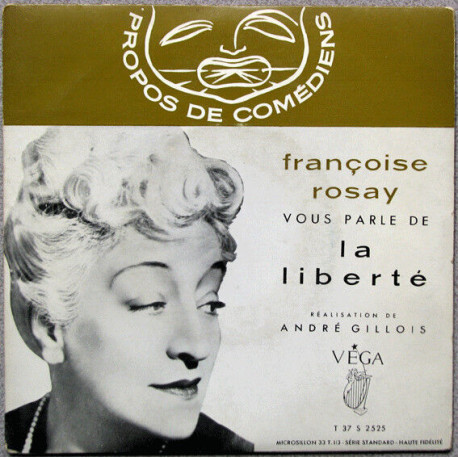 PROPOS DE COMÉDIENS
françoise
rosay
VOUS PARLE DE
la
liberté
RÉALISATION DE
ANDRÉ GILLOIS
VÉGA
T 37 S 2525
MICROSILLON 33 T. 1/3 · SÉRIE STANDARD · HAUTE FIDÉLITÉ